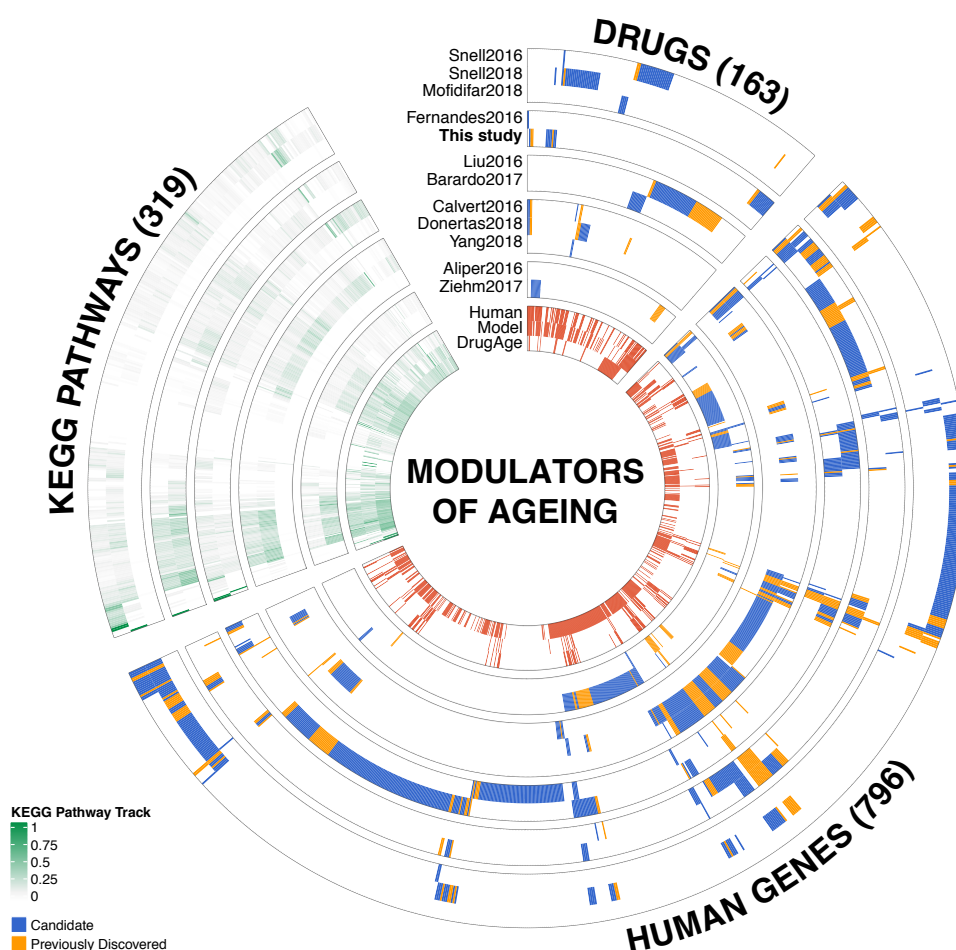 DRUGS (163)
Snell2016
Snell2018
Mofidifar2018
Fernandes2016
This study
Liu2016
Barardo2017
Calvert2016
Donertas2018
Yang2018
Aliper2016
Ziehm2017
Human
Model
DrugAge
KEGG PATHWAYS (319)
MODULATORS
OF AGEING
HUMAN GENES (796)
KEGG Pathway Track
1
0.75
0.5
0.25
0
Candidate
Previously Discovered